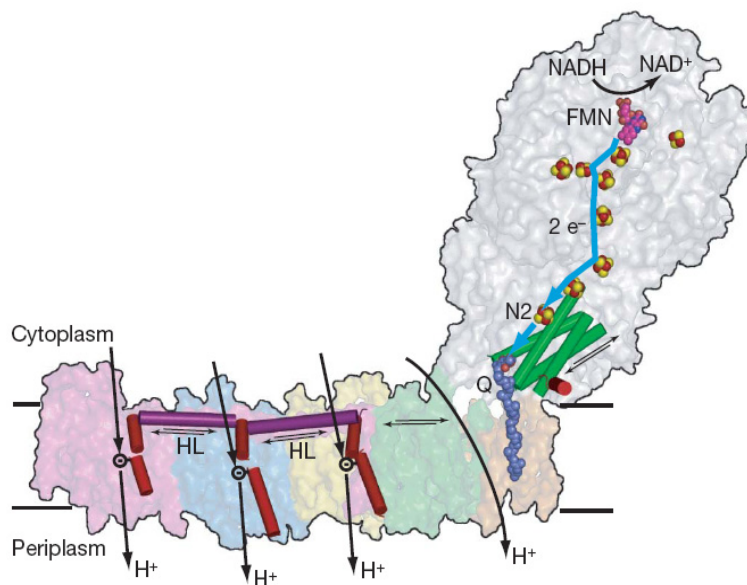 NADH NAD+
FMN
2 e–
N2
Cytoplasm
Q
HL HL
Periplasm
H+ H+ H+ H+